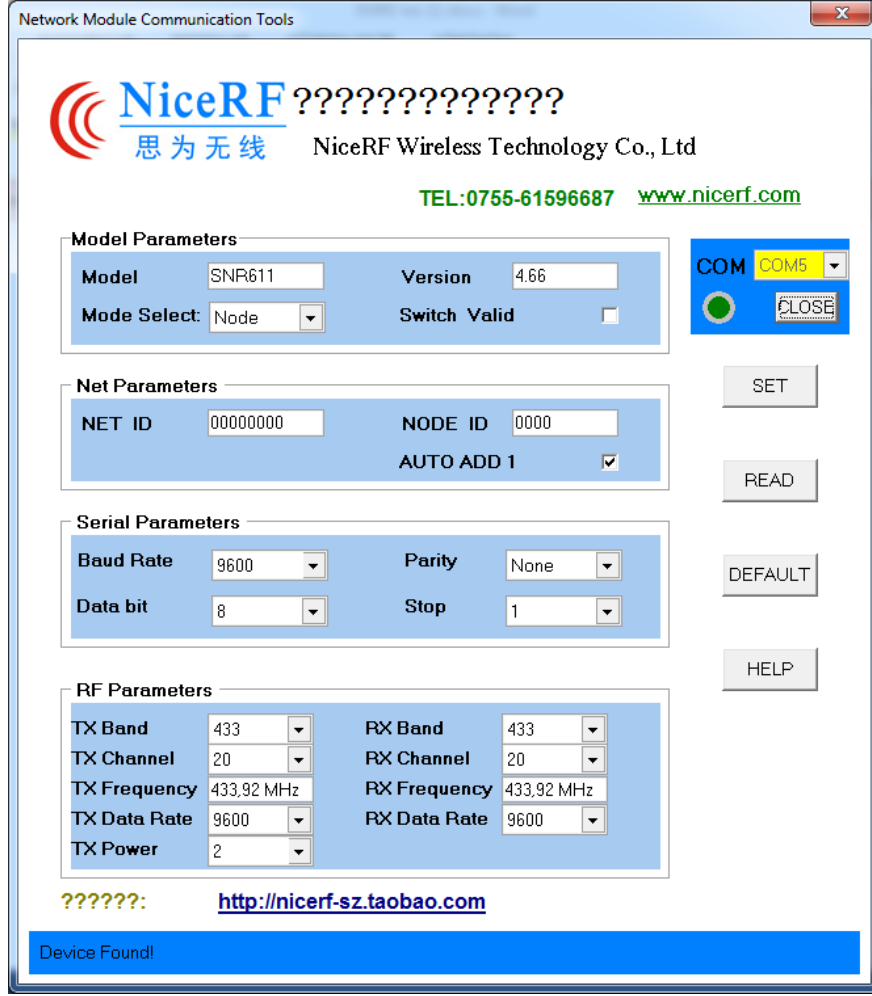 Network Module Communication Tools
NiceRF ?????????????
思为无线 NiceRF Wireless Technology Co., Ltd
TEL:0755-61596687 www.nicerf.com
Model Parameters
Model SNR611 Version 4.66
Mode Select: Node Switch Valid
COM COM5
CLOSE
Net Parameters
NET ID 00000000 NODE ID 0000
AUTO ADD 1
SET
READ
Serial Parameters
Baud Rate 9600 Parity None
Data bit 8 Stop 1
DEFAULT
HELP
RF Parameters
TX Band 433 RX Band 433
TX Channel 20 RX Channel 20
TX Frequency 433,92 MHz RX Frequency 433,92 MHz
TX Data Rate 9600 RX Data Rate 9600
TX Power 2
??????: http://nicerf-sz.taobao.com
Device Found!